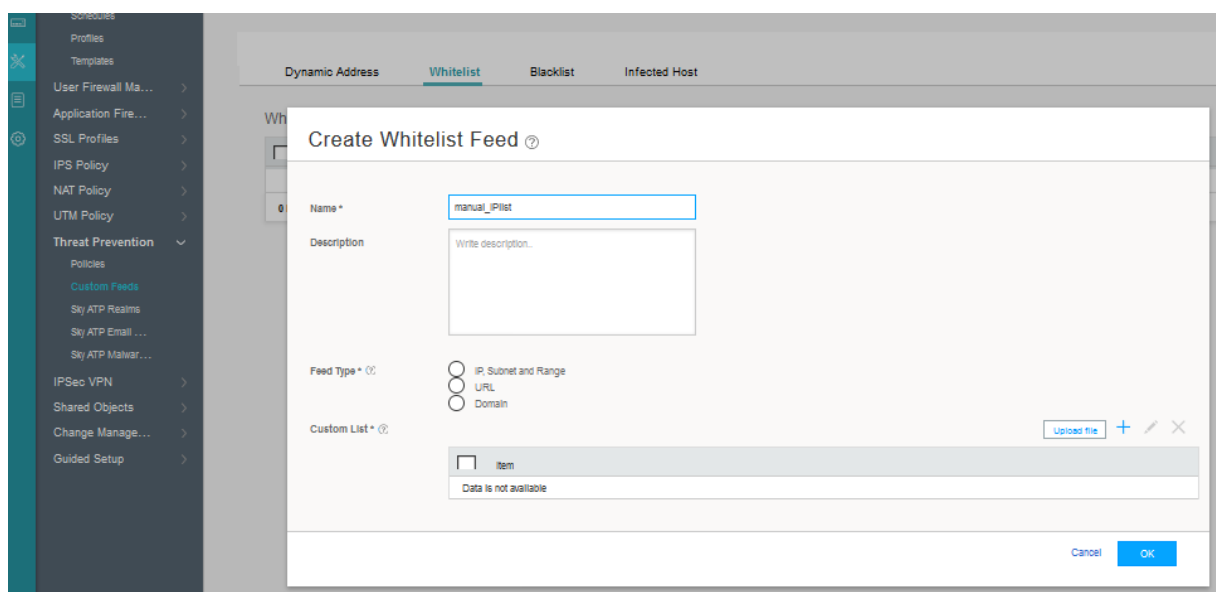 Schedules
Profiles
Templates
User Firewall Ma...
Application Fire...
SSL Profiles
IPS Policy
NAT Policy
UTM Policy
Threat Prevention
Policies
Custom Feeds
Sky ATP Realms
Sky ATP Email ...
Sky ATP Malwar...
IPSec VPN
Shared Objects
Change Manage...
Guided Setup
Dynamic Address Whitelist Blacklist Infected Host
Wh
Create Whitelist Feed ?
0
Name * manual_IPlist
Description Write description..
Feed Type * ? IP, Subnet and Range
URL
Domain
Custom List * ? Upload file
Item
Data is not available
Cancel OK